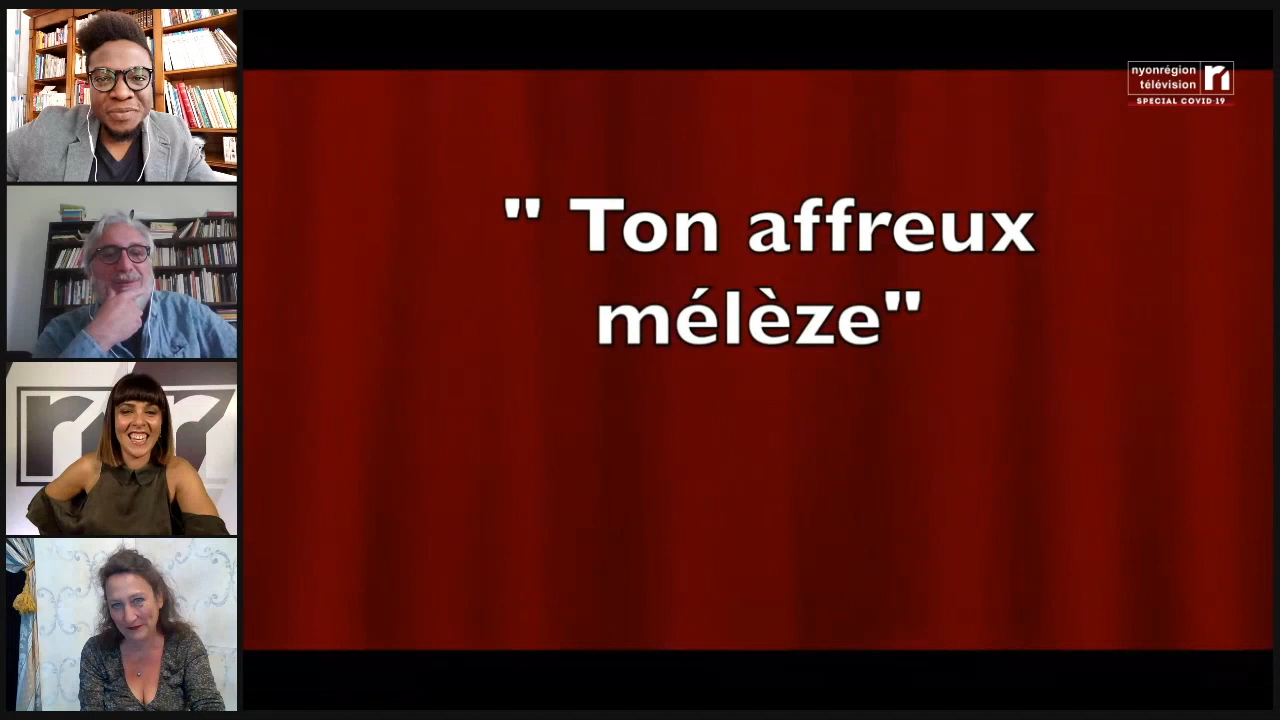 nyonrégion
télévision
SPECIAL COVID-19
" Ton affreux
mélèze"